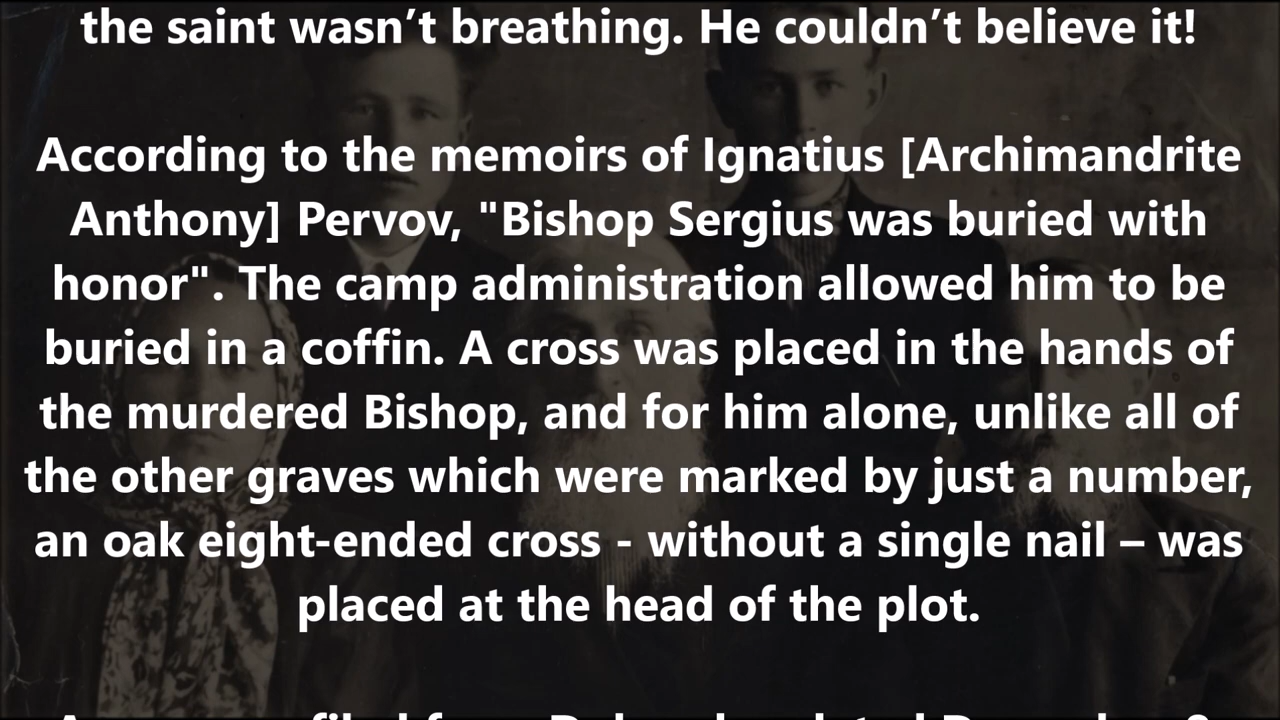 the saint wasn’t breathing. He couldn’t believe it!
According to the memoirs of Ignatius [Archimandrite
Anthony] Pervov, "Bishop Sergius was buried with
honor". The camp administration allowed him to be
buried in a coffin. A cross was placed in the hands of
the murdered Bishop, and for him alone, unlike all of
the other graves which were marked by just a number,
an oak eight-ended cross - without a single nail – was
placed at the head of the plot.